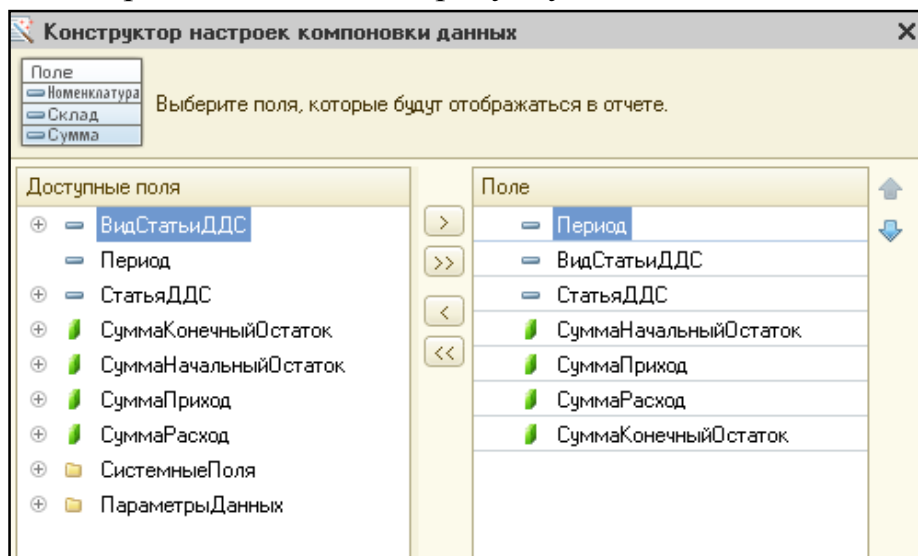 Конструктор настроек компоновки данных
Поле
Номенклатура
Склад
Сумма
Выберите поля, которые будут отображаться в отчете.
Доступные поля
ВидСтатьиДДС
Период
СтатьяДДС
СуммаКонечныйОстаток
СуммаНачальныйОстаток
СуммаПриход
СуммаРасход
СистемныеПоля
ПараметрыДанных
>
>>
<
<<
Поле
Период
ВидСтатьиДДС
СтатьяДДС
СуммаНачальныйОстаток
СуммаПриход
СуммаРасход
СуммаКонечныйОстаток